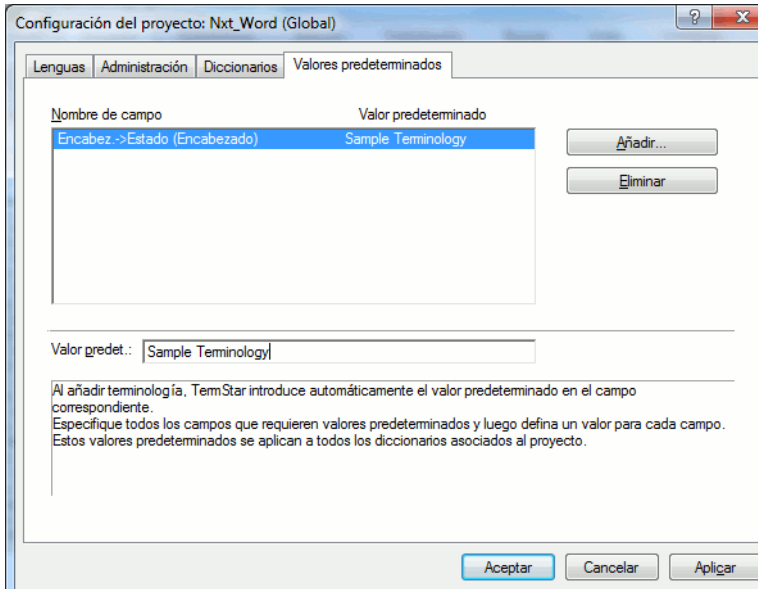 Configuración del proyecto: Nxt_Word (Global)
Lenguas Administración Diccionarios Valores predeterminados
Nombre de campo Valor predeterminado
Encabez.->Estado (Encabezado) Sample Terminology
Añadir...
Eliminar
Valor predet.: Sample Terminology
Al añadir terminología, TermStar introduce automáticamente el valor predeterminado en el campo
correspondiente.
Especifique todos los campos que requieren valores predeterminados y luego defina un valor para cada campo.
Estos valores predeterminados se aplican a todos los diccionarios asociados al proyecto.
Aceptar Cancelar Aplicar